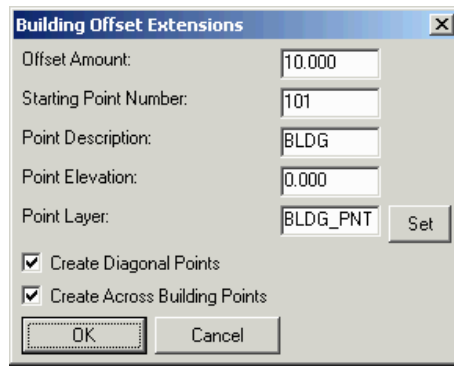 Building Offset Extensions
Offset Amount: 10.000
Starting Point Number: 101
Point Description: BLDG
Point Elevation: 0.000
Point Layer: BLDG_PNT Set
Create Diagonal Points
Create Across Building Points
OK Cancel